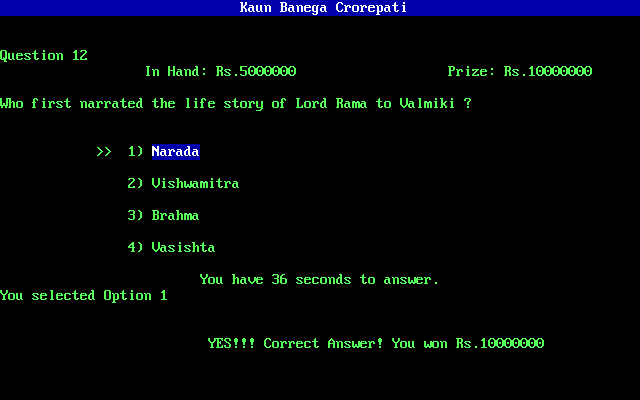 Kaun Banega Crorepati
Question 12
In Hand: Rs.5000000 Prize: Rs.10000000
Who first narrated the life story of Lord Rama to Valmiki ?
>> 1) Narada
2) Vishwamitra
3) Brahma
4) Vasishta
You have 36 seconds to answer.
You selected Option 1
YES!!! Correct Answer! You won Rs.10000000